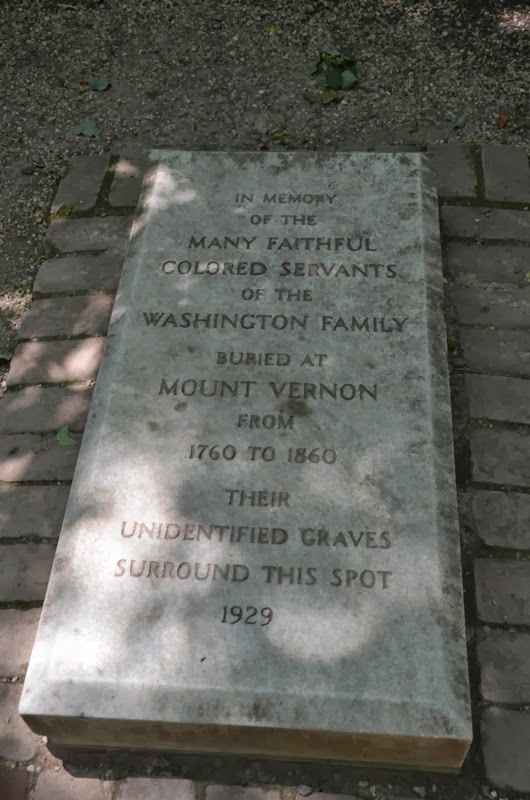 IN MEMORY
OF THE
MANY FAITHFUL
COLORED SERVANTS
OF THE
WASHINGTON FAMILY
BURIED AT
MOUNT VERNON
FROM
1760 TO 1860
THEIR
UNIDENTIFIED GRAVES
SURROUND THIS SPOT
1929